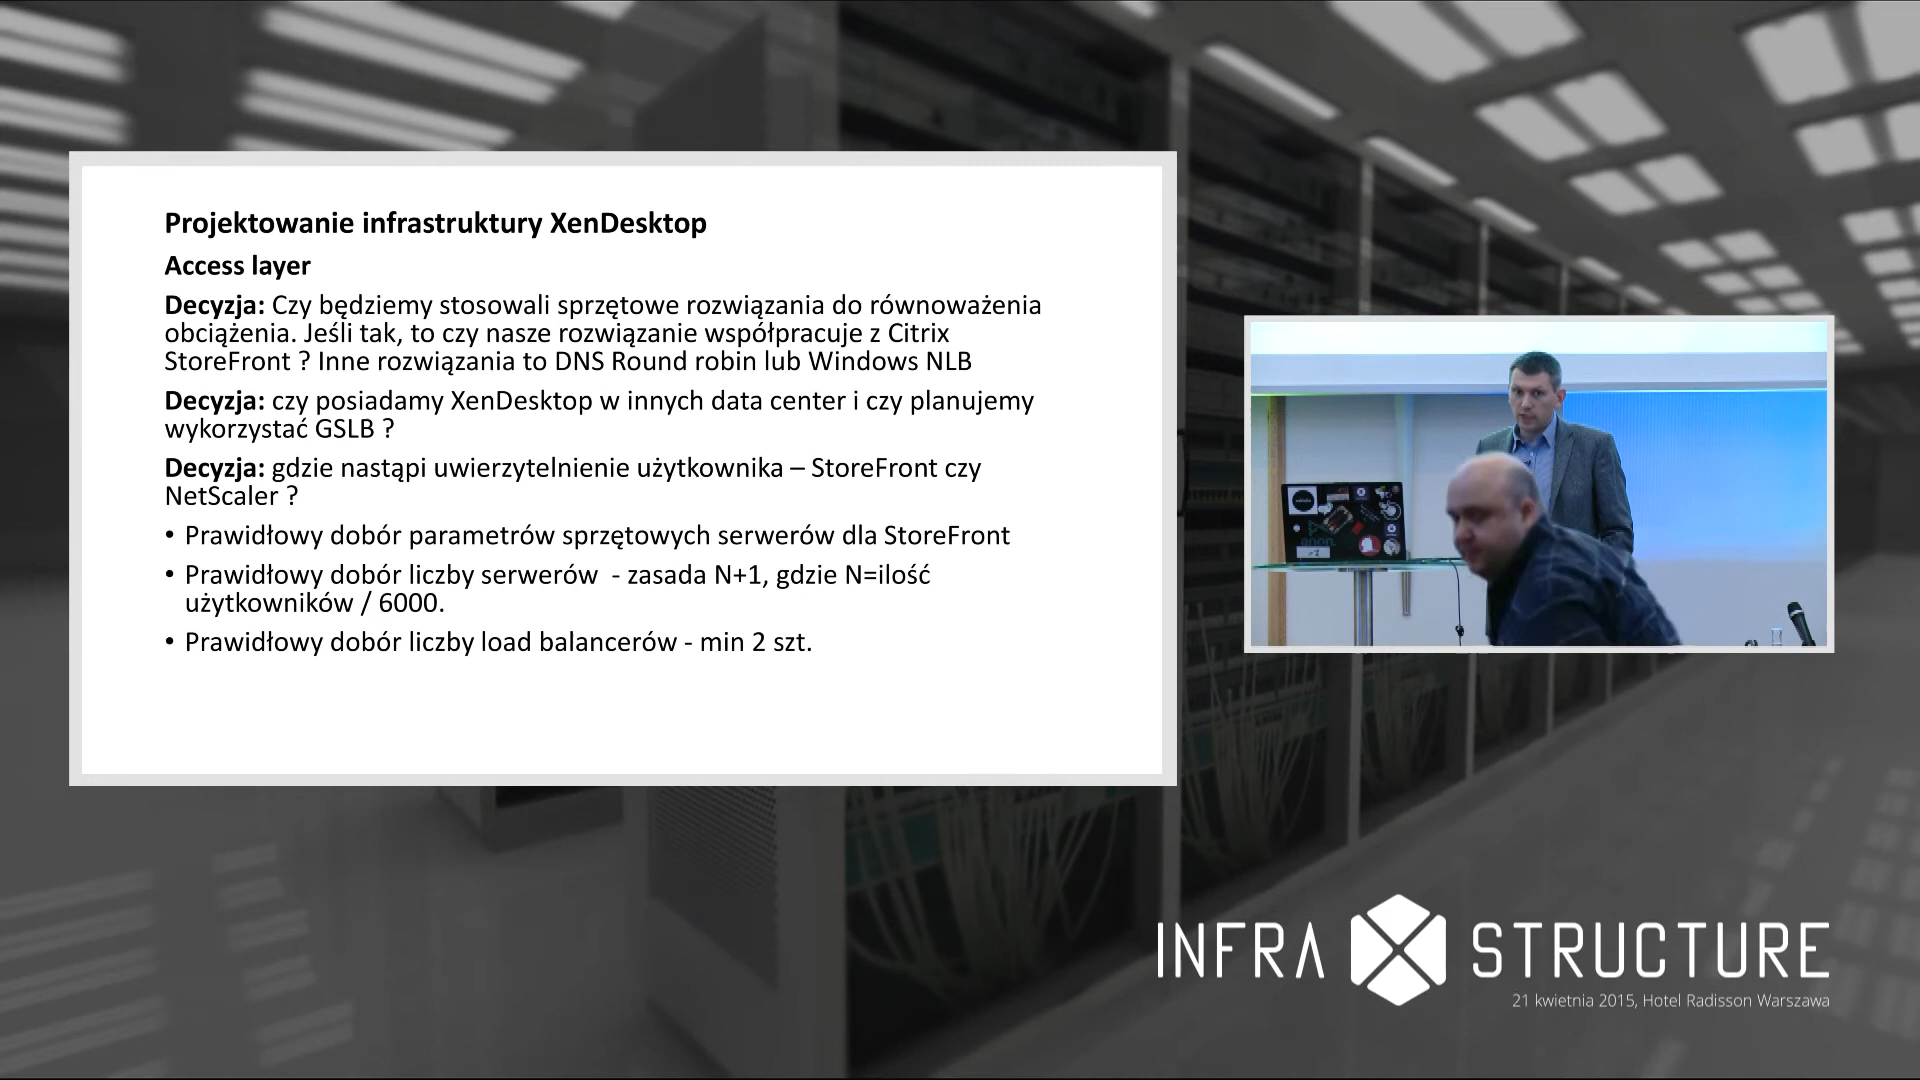 Projektowanie infrastruktury XenDesktop
Access layer
Decyzja: Czy będziemy stosowali sprzętowe rozwiązania do równoważenia
obciążenia. Jeśli tak, to czy nasze rozwiązanie współpracuje z Citrix
StoreFront ? Inne rozwiązania to DNS Round robin lub Windows NLB
Decyzja: czy posiadamy XenDesktop w innych data center i czy planujemy
wykorzystać GSLB ?
Decyzja: gdzie nastąpi uwierzytelnienie użytkownika – StoreFront czy
NetScaler ?
• Prawidłowy dobór parametrów sprzętowych serwerów dla StoreFront
• Prawidłowy dobór liczby serwerów  - zasada N+1, gdzie N=ilość
użytkowników / 6000.
• Prawidłowy dobór liczby load balancerów - min 2 szt.
INFRA STRUCTURE
21 kwietnia 2015, Hotel Radisson Warszawa